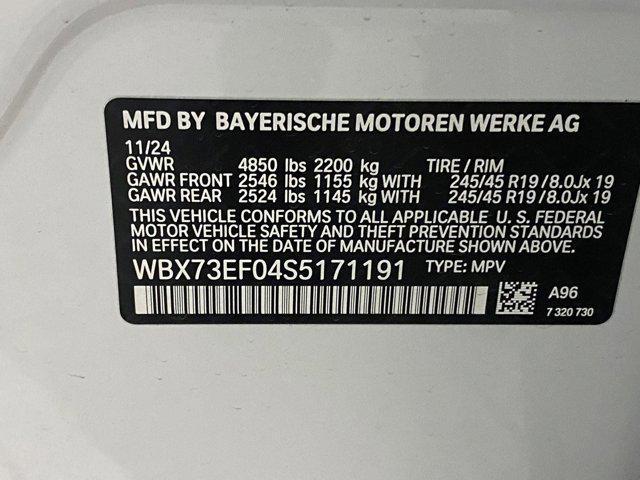 MFD BY BAYERISCHE MOTOREN WERKE AG
11/24
GVWR 4850 lbs 2200 kg TIRE / RIM
GAWR FRONT 2546 lbs 1155 kg WITH 245/45 R19 / 8.0Jx 19
GAWR REAR 2524 lbs 1145 kg WITH 245/45 R19 / 8.0Jx 19
THIS VEHICLE CONFORMS TO ALL APPLICABLE U. S. FEDERAL
MOTOR VEHICLE SAFETY AND THEFT PREVENTION STANDARDS
IN EFFECT ON THE DATE OF MANUFACTURE SHOWN ABOVE.
WBX73EF04S5171191 TYPE: MPV
A96
7 320 730